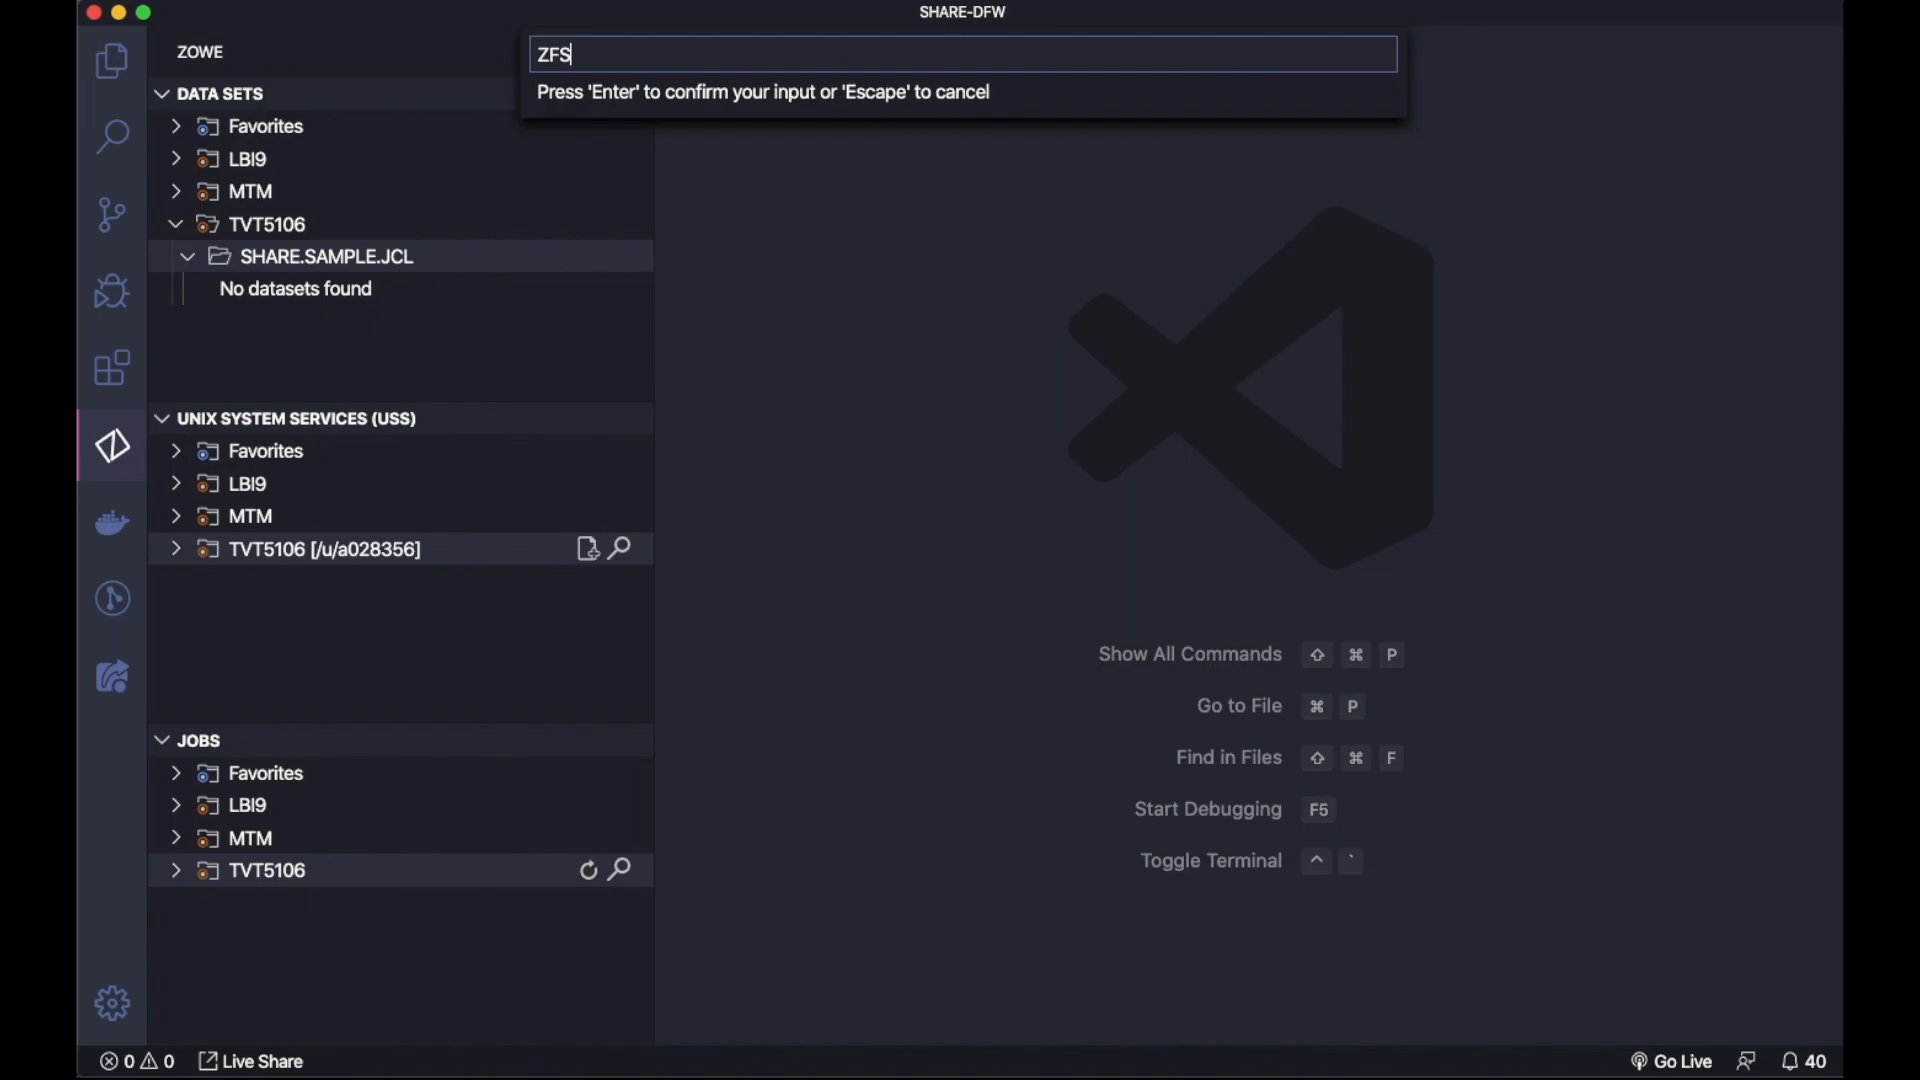 SHARE-DFW
ZOWE
ZFS
Press 'Enter' to confirm your input or 'Escape' to cancel
DATA SETS
Favorites
LBI9
MTM
TVT5106
SHARE.SAMPLE.JCL
No datasets found
UNIX SYSTEM SERVICES (USS)
Favorites
LBI9
MTM
TVT5106 [/u/a028356]
JOBS
Favorites
LBI9
MTM
TVT5106
Show All Commands ⇧ ⌘ P
Go to File ⌘ P
Find in Files ⇧ ⌘ F
Start Debugging F5
Toggle Terminal ^ `
0 0 Live Share
Go Live 40